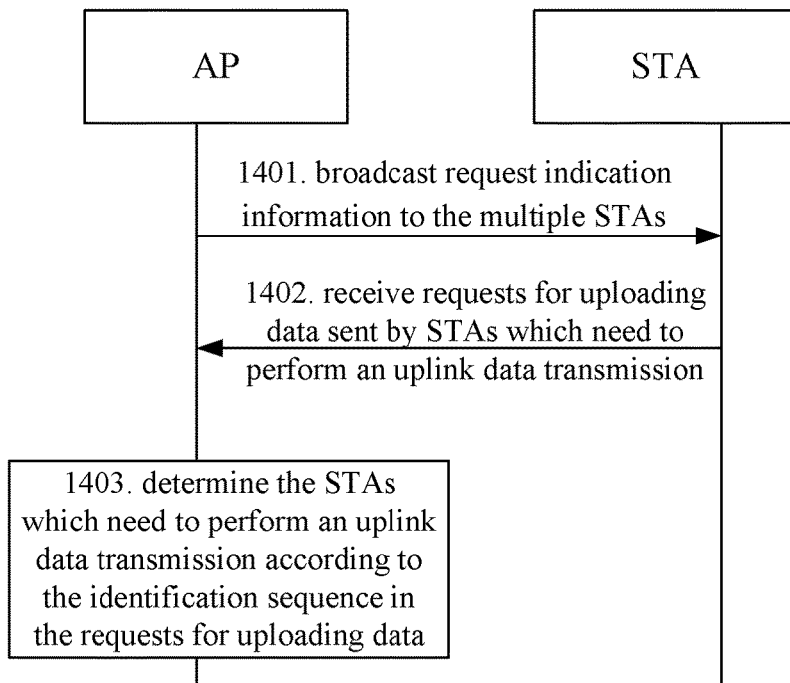 AP
STA
1401. broadcast request indication
information to the multiple STAs
1402. receive requests for uploading
data sent by STAs which need to
perform an uplink data transmission
1403. determine the STAs
which need to perform an uplink
data transmission according to
the identification sequence in
the requests for uploading data